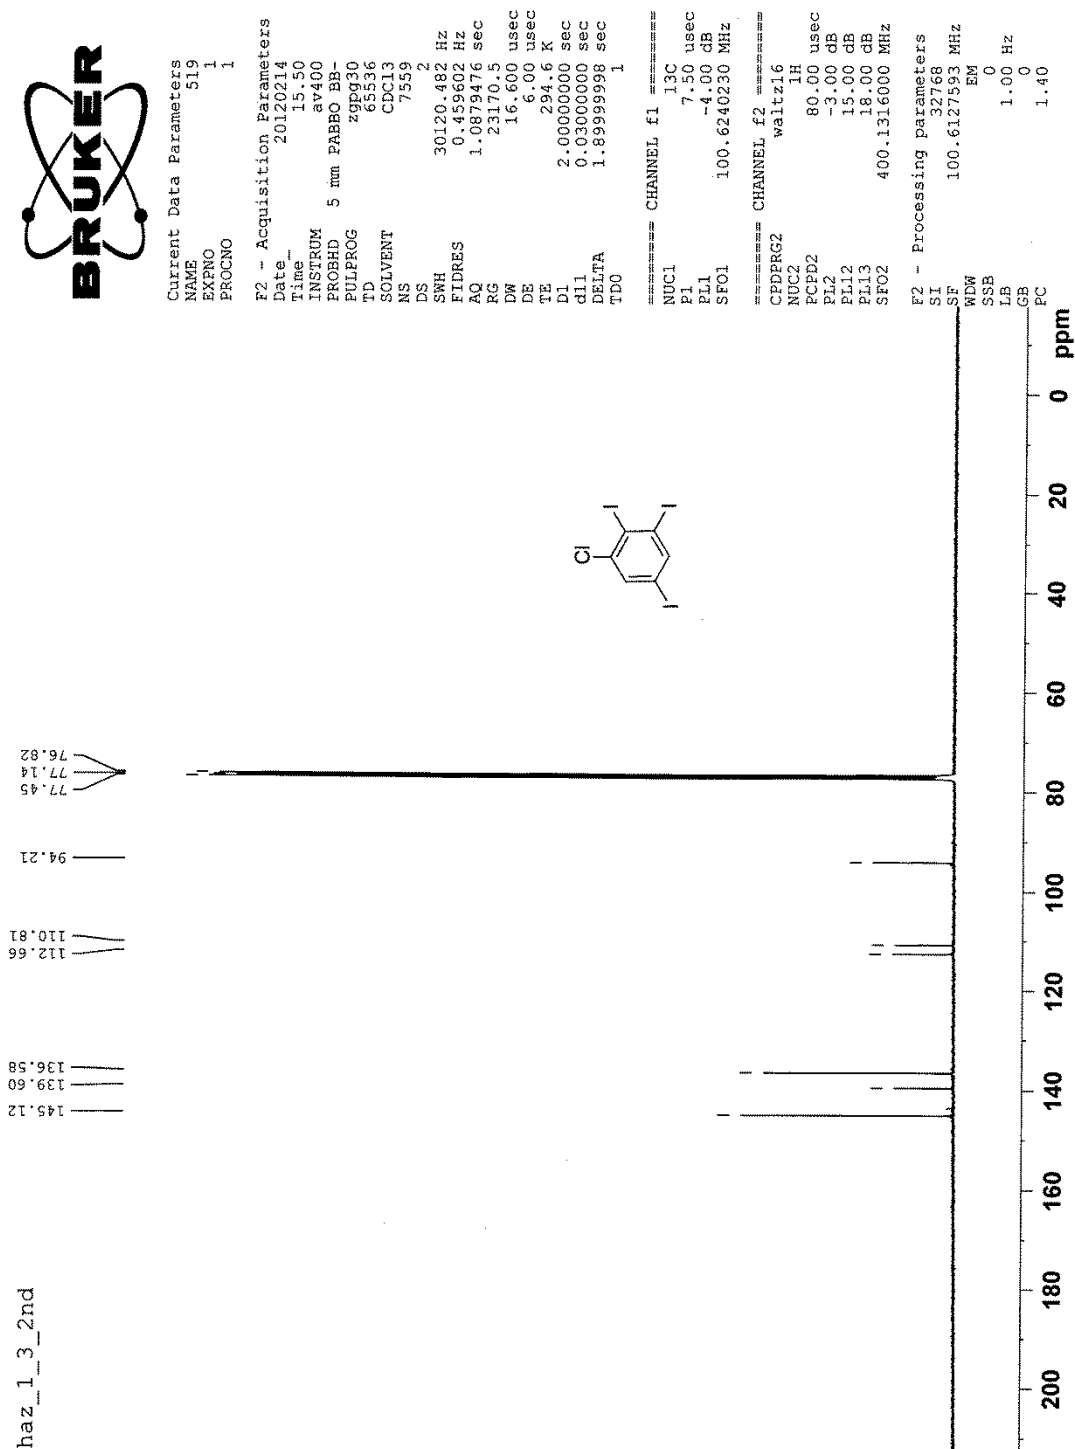 haz_1_3_2nd
145.12
139.60
136.58
112.66
110.81
94.21
77.45
77.14
76.82
BRUKER
Current Data Parameters
NAME 519
EXPNO 1
PROCNO 1
F2 - Acquisition Parameters
Date_ 20120214
Time 15.50
INSTRUM av400
PROBHD 5 mm PABBO BB-
PULPROG zgpg30
TD 65536
SOLVENT CDCl3
NS 7559
DS 2
SWH 30120.482 Hz
FIDRES 0.459602 Hz
AQ 1.0879476 sec
RG 23170.5
DW 16.600 usec
DE 6.00 usec
TE 294.6 K
D1 2.00000000 sec
d11 0.03000000 sec
DELTA 1.89999998 sec
TD0 1
======== CHANNEL f1 ========
NUC1 13C
P1 7.50 usec
PL1 -4.00 dB
SFO1 100.6240230 MHz
======== CHANNEL f2 ========
CPDPRG2 waltz16
NUC2 1H
PCPD2 80.00 usec
PL2 -3.00 dB
PL12 15.00 dB
PL13 18.00 dB
SFO2 400.1316000 MHz
F2 - Processing parameters
SI 32768
SF 100.6127593 MHz
WDW EM
SSB 0
LB 1.00 Hz
GB 0
PC 1.40
Cl
I
I
I
200 180 160 140 120 100 80 60 40 20 0 ppm